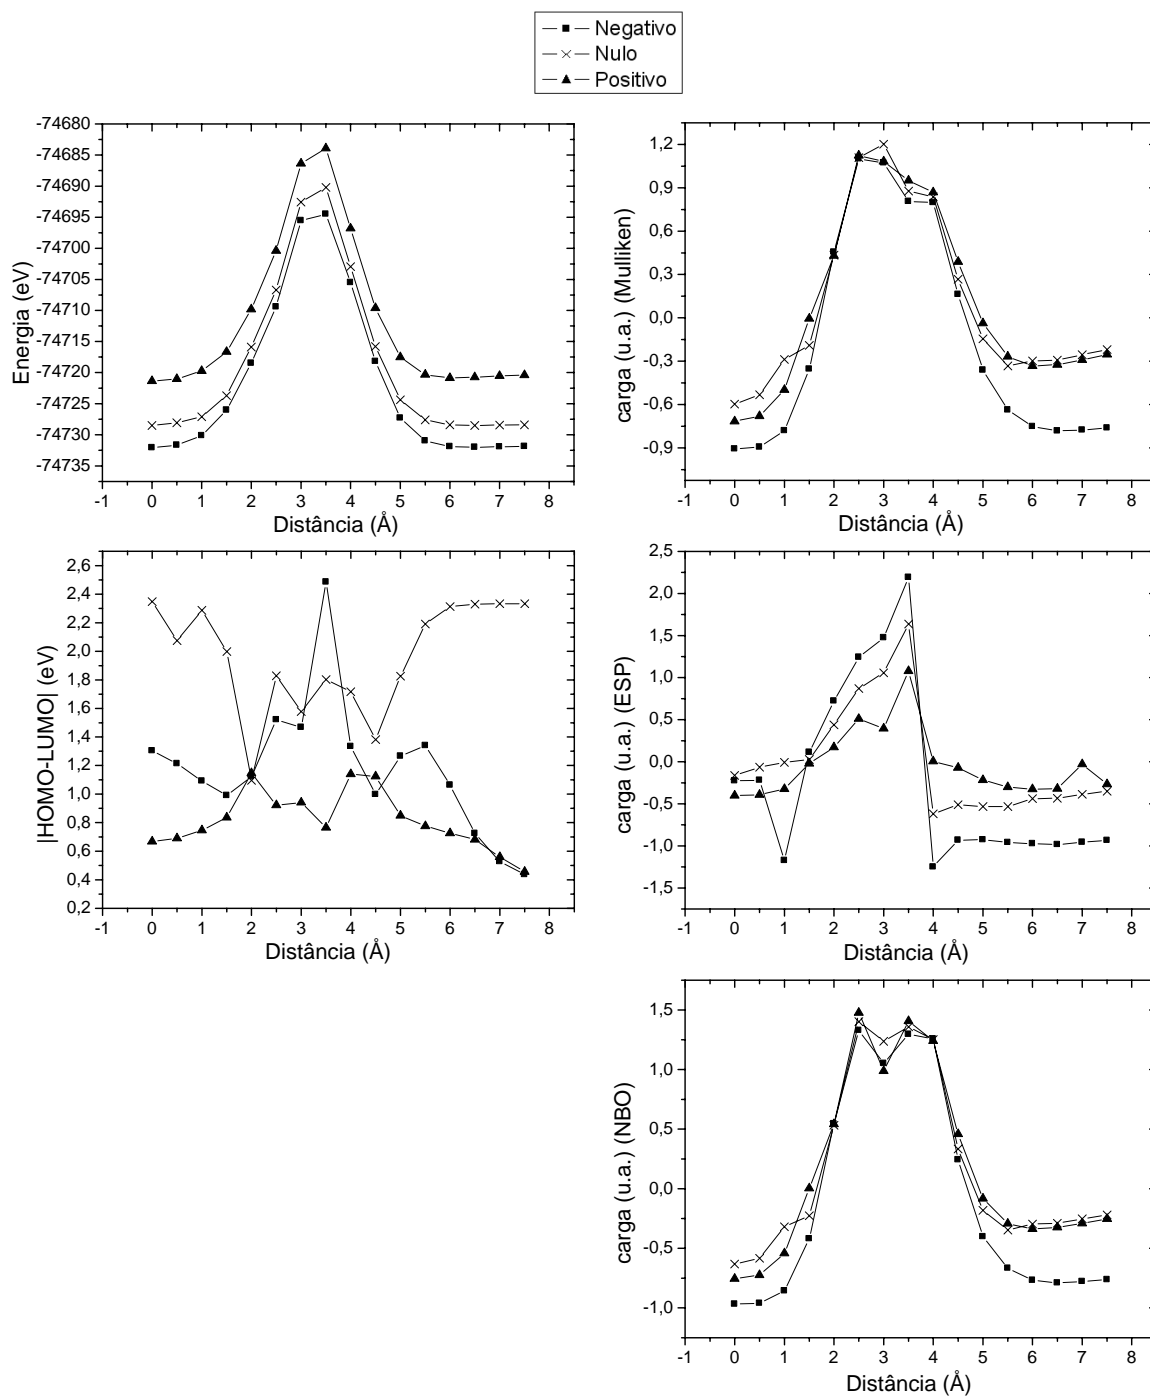 Negativo
Nulo
Positivo
-74680
-74685
-74690
-74695
-74700
-74705
-74710
-74715
-74720
-74725
-74730
-74735
Energia (eV)
-1 0 1 2 3 4 5 6 7 8
Distância (Å)
1,2
0,9
0,6
0,3
0,0
-0,3
-0,6
-0,9
carga (u.a.) (Mulliken)
-1 0 1 2 3 4 5 6 7 8
Distância (Å)
2,6
2,4
2,2
2,0
1,8
1,6
1,4
1,2
1,0
0,8
0,6
0,4
0,2
|HOMO-LUMO| (eV)
-1 0 1 2 3 4 5 6 7 8
Distância (Å)
2,5
2,0
1,5
1,0
0,5
0,0
-0,5
-1,0
-1,5
carga (u.a.) (ESP)
-1 0 1 2 3 4 5 6 7 8
Distância (Å)
1,5
1,0
0,5
0,0
-0,5
-1,0
carga (u.a.) (NBO)
-1 0 1 2 3 4 5 6 7 8
Distância (Å)